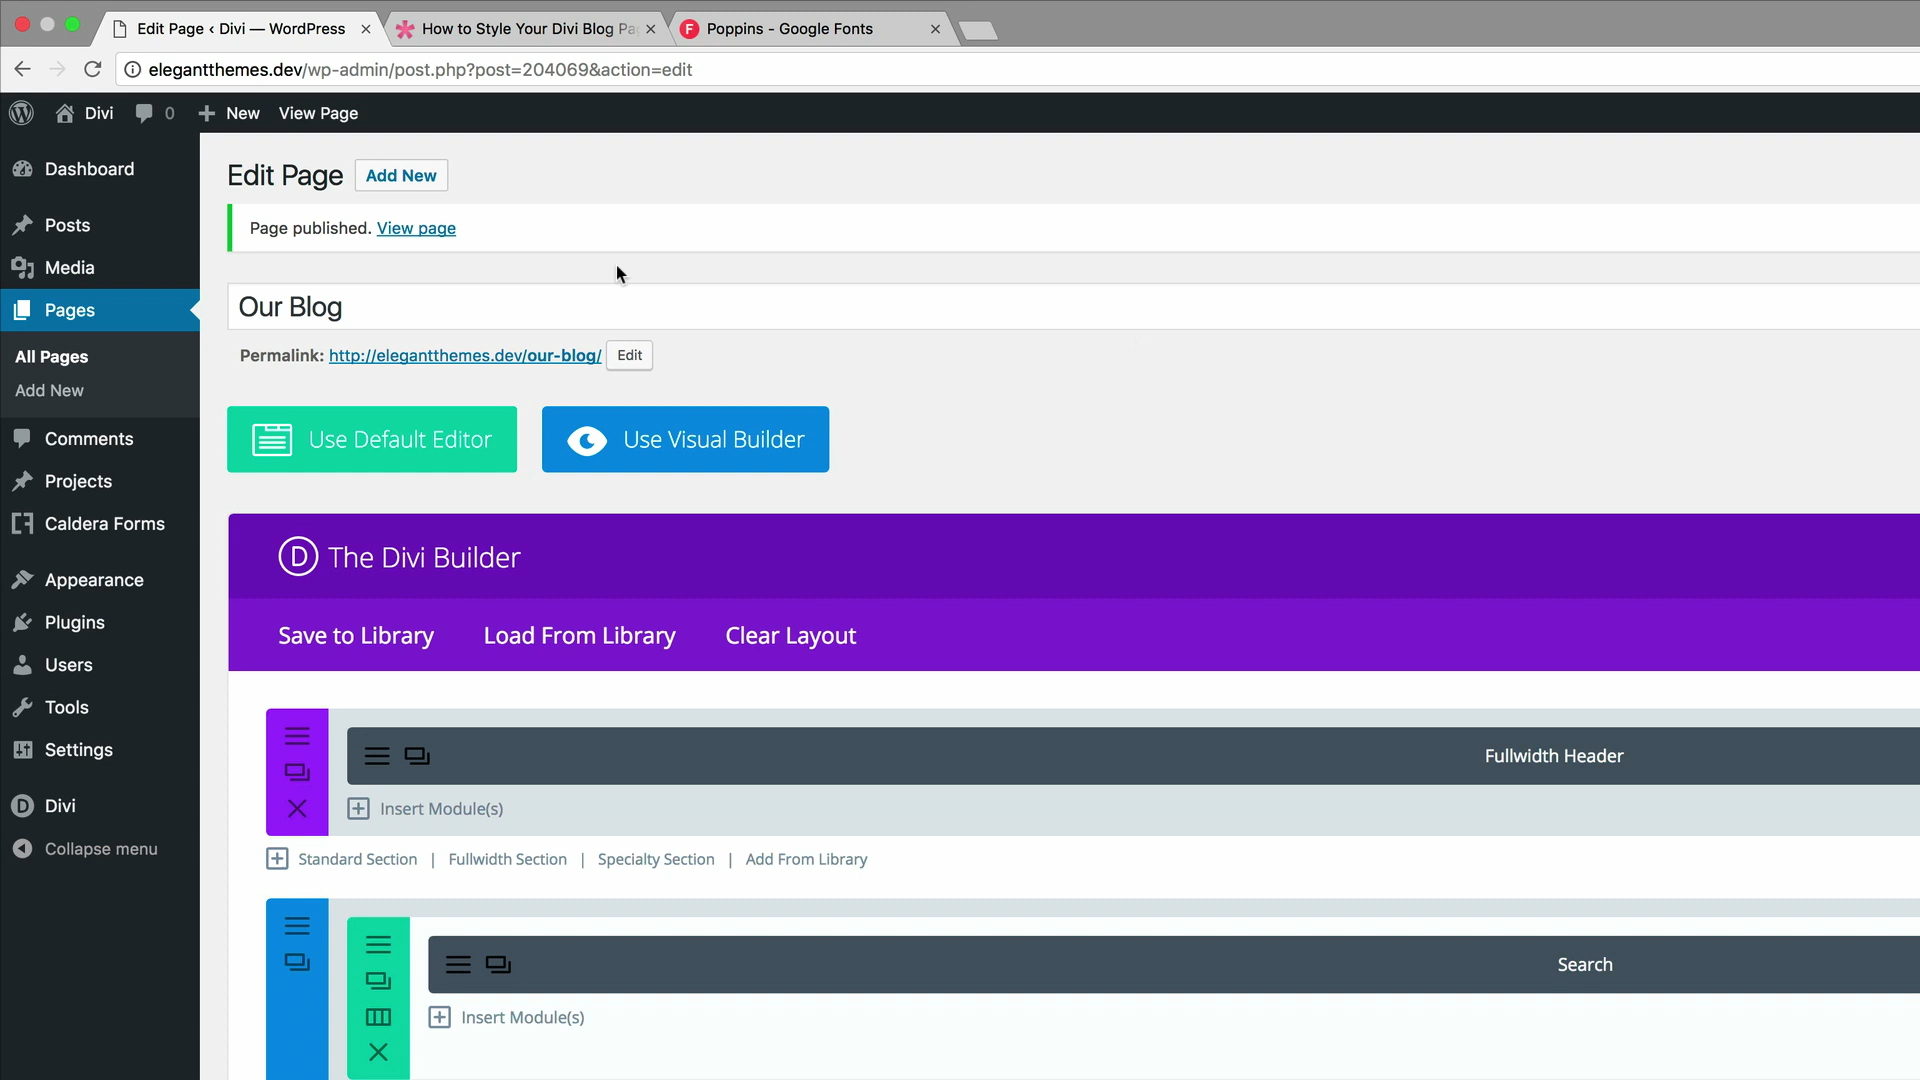 Edit Page ‹ Divi — WordPress
How to Style Your Divi Blog Pa
Poppins - Google Fonts
elegantthemes.dev/wp-admin/post.php?post=204069&action=edit
Divi
0
New
View Page
Dashboard
Posts
Media
Pages
All Pages
Add New
Comments
Projects
Caldera Forms
Appearance
Plugins
Users
Tools
Settings
Divi
Collapse menu
Edit Page
Add New
Page published. View page
Our Blog
Permalink: http://elegantthemes.dev/our-blog/ Edit
Use Default Editor
Use Visual Builder
The Divi Builder
Save to Library
Load From Library
Clear Layout
Fullwidth Header
Insert Module(s)
Standard Section | Fullwidth Section | Specialty Section | Add From Library
Search
Insert Module(s)